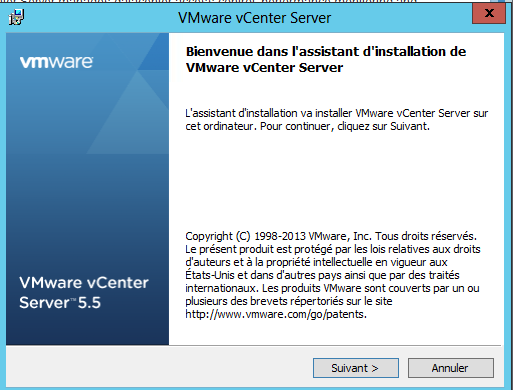 VMware vCenter Server
x
vmware
Bienvenue dans l'assistant d'installation de
VMware vCenter Server
L'assistant d'installation va installer VMware vCenter Server sur
cet ordinateur. Pour continuer, cliquez sur Suivant.
Copyright (C) 1998-2013 VMware, Inc. Tous droits réservés.
Le présent produit est protégé par les lois relatives aux droits
d'auteurs et à la propriété intellectuelle en vigueur aux
États-Unis et dans d'autres pays ainsi que par des traités
internationaux. Les produits VMware sont couverts par un ou
plusieurs des brevets répertoriés sur le site
http://www.vmware.com/go/patents.
VMware vCenter
Server™ 5.5
Suivant >
Annuler